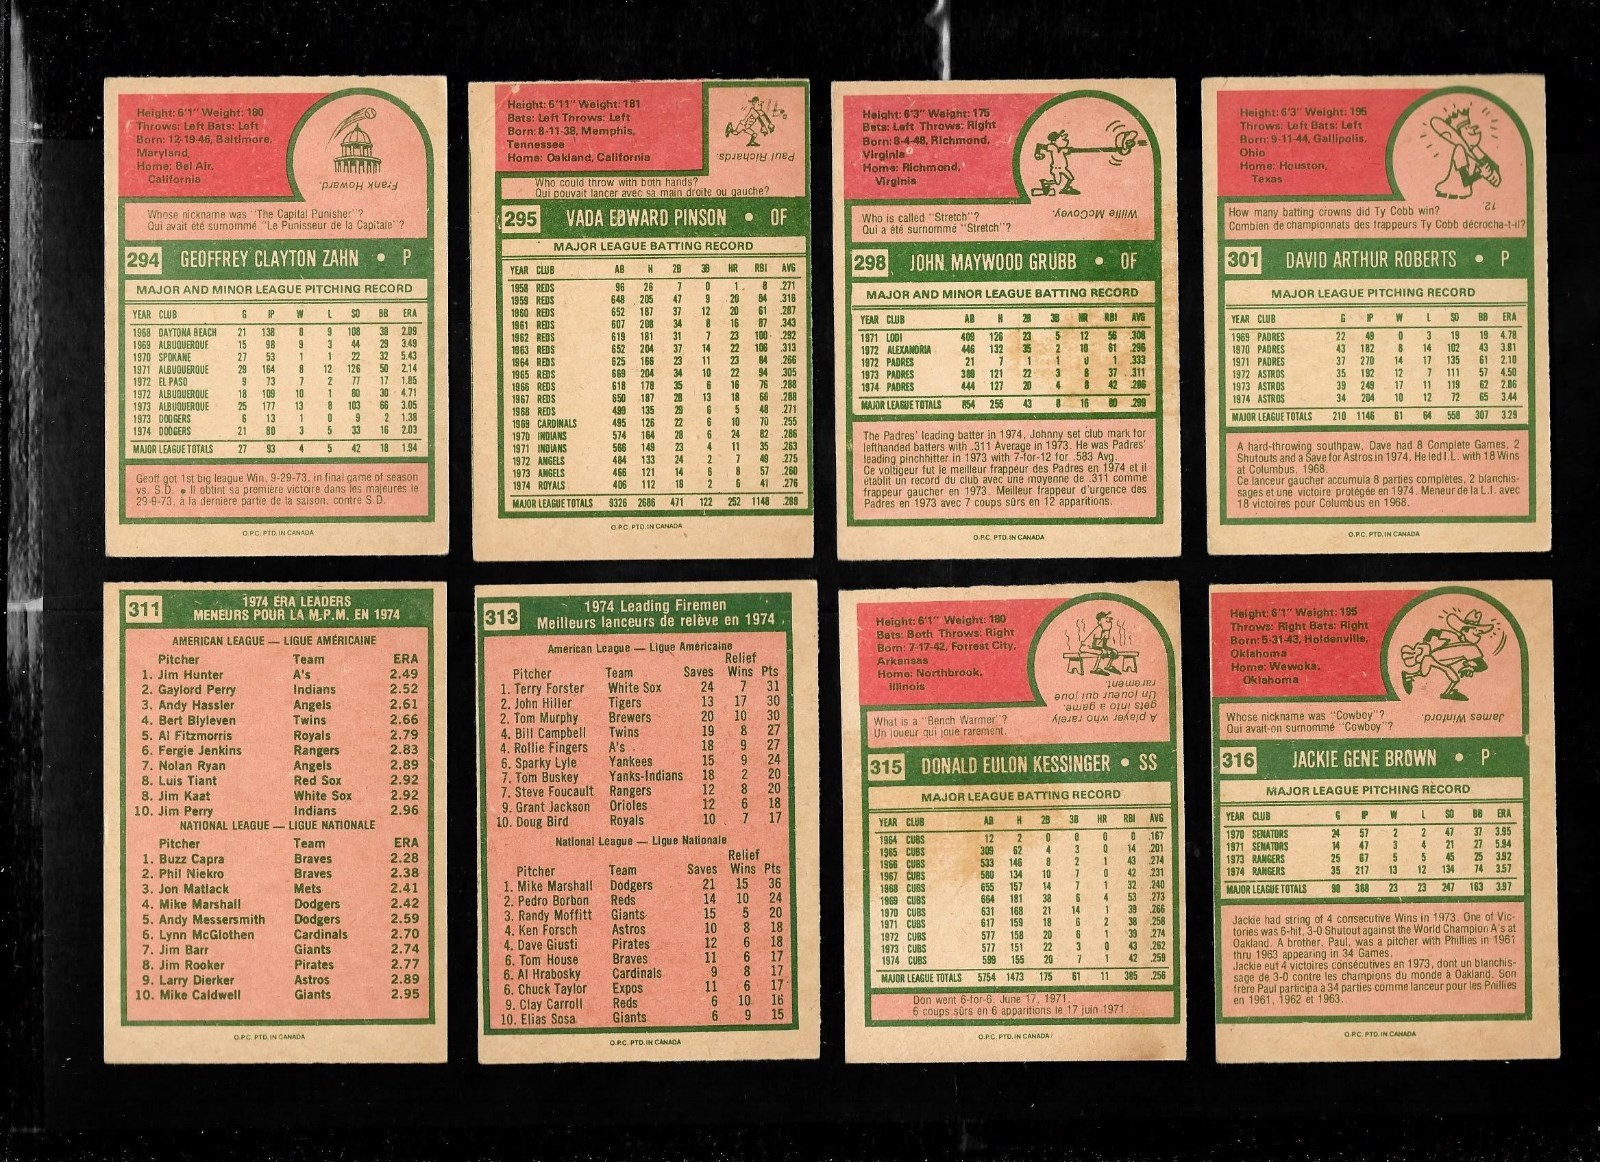 Height: 6'1" Weight: 180
Throws: Left Bats: Left
Born: 12-19-46, Baltimore,
Maryland
Home: Bel Air,
California
Frank Howard.
Whose nickname was "The Capital Punisher"?
Qui avait été surnommé "Le Punisseur de la Capitale"?
294 GEOFFREY CLAYTON ZAHN • P
MAJOR AND MINOR LEAGUE PITCHING RECORD
YEAR CLUB G IP W L SO BB ERA
1968 DAYTONA BEACH 21 138 8 9 108 38 2.09
1969 ALBUQUERQUE 15 98 9 3 44 29 3.49
1970 SPOKANE 27 53 1 1 22 32 5.43
1971 ALBUQUERQUE 29 164 8 12 126 50 2.14
1972 EL PASO 9 73 7 2 77 17 1.85
1972 ALBUQUERQUE 18 109 10 1 80 30 4.71
1973 ALBUQUERQUE 25 177 13 8 103 66 3.05
1973 DODGERS 6 13 1 0 9 2 1.38
1974 DODGERS 21 80 3 5 33 16 2.03
MAJOR LEAGUE TOTALS 27 93 4 5 42 18 1.94
Geoff got 1st big league Win, 9-29-73, in final game of season
vs. S.D. • Il obtint sa première victoire dans les majeures le
29-9-73, à la dernière partie de la saison, contre S.D.
O.P.C. PTD. IN CANADA
Height: 6'11" Weight: 181
Bats: Left Throws: Left
Born: 8-11-38, Memphis,
Tennessee
Home: Oakland, California
Paul Richards.
Who could throw with both hands?
Qui pouvait lancer avec sa main droite ou gauche?
295 VADA EDWARD PINSON • OF
MAJOR LEAGUE BATTING RECORD
YEAR CLUB AB H 2B 3B HR RBI AVG
1958 REDS 96 26 7 0 1 8 .271
1959 REDS 648 205 47 9 20 84 .316
1960 REDS 652 187 37 12 20 61 .287
1961 REDS 607 208 34 8 16 87 .343
1962 REDS 619 181 31 7 23 100 .292
1963 REDS 652 204 37 14 22 106 .313
1964 REDS 625 166 23 11 23 84 .266
1965 REDS 669 204 34 10 22 94 .305
1966 REDS 618 178 35 6 16 76 .288
1967 REDS 650 187 28 13 18 66 .288
1968 REDS 499 135 29 6 5 48 .271
1969 CARDINALS 495 126 22 6 10 70 .255
1970 INDIANS 574 164 28 6 24 82 .286
1971 INDIANS 566 149 23 4 11 35 .263
1972 ANGELS 484 133 24 2 7 49 .275
1973 ANGELS 466 121 14 6 8 57 .260
1974 ROYALS 406 112 18 2 6 41 .276
MAJOR LEAGUE TOTALS 9326 2686 471 122 252 1148 .288
O.P.C. PTD. IN CANADA
Height: 6'3" Weight: 175
Bats: Left Throws: Right
Born: 8-4-48, Richmond,
Virginia
Home: Richmond,
Virginia
Willie McCovey.
Who is called "Stretch"?
Qui a été surnommé "Stretch"?
298 JOHN MAYWOOD GRUBB • OF
MAJOR AND MINOR LEAGUE BATTING RECORD
YEAR CLUB AB H 2B 3B HR RBI AVG
1971 LODI 409 126 23 5 12 56 .308
1972 ALEXANDRIA 446 132 35 2 10 61 .296
1972 PADRES 21 7 1 0 1 .333
1973 PADRES 389 121 22 3 8 37 .311
1974 PADRES 444 127 20 4 8 42 .286
MAJOR LEAGUE TOTALS 854 255 43 8 16 80 .299
The Padres' leading batter in 1974, Johnny set club mark for
lefthanded batters with .311 Average in 1973. He was Padres'
leading pinchhitter in 1973 with 7-for-12 for .583 Avg.
Ce voltigeur fut le meilleur frappeur des Padres en 1974 et il
établit un record du club avec une moyenne de .311 comme
frappeur gaucher en 1973. Meilleur frappeur d'urgence des
Padres en 1973 avec 7 coups sûrs en 12 apparitions.
O.P.C. PTD. IN CANADA
Height: 6'3" Weight: 195
Throws: Left Bats: Left
Born: 9-11-44, Gallipolis,
Ohio
Home: Houston,
Texas
12.
How many batting crowns did Ty Cobb win?
Combien de championnats des frappeurs Ty Cobb décrocha-t-il?
301 DAVID ARTHUR ROBERTS • P
MAJOR LEAGUE PITCHING RECORD
YEAR CLUB G IP W L SO BB ERA
1969 PADRES 22 49 0 3 19 19 4.78
1970 PADRES 43 182 8 14 102 43 3.81
1971 PADRES 37 270 14 17 135 61 2.10
1972 ASTROS 35 192 12 7 111 57 4.50
1973 ASTROS 39 249 17 11 119 62 2.86
1974 ASTROS 34 204 10 12 72 65 3.44
MAJOR LEAGUE TOTALS 210 1146 61 64 558 307 3.29
A hard-throwing southpaw, Dave had 8 Complete Games, 2
Shutouts and a Save for Astros in 1974. He led I.L. with 18 Wins
at Columbus, 1968.
Ce lanceur gaucher accumula 8 parties complètes, 2 blanchis-
sages et une victoire protégée en 1974. Meneur de la L.I. avec
18 victoires pour Columbus en 1968.
O.P.C. PTD. IN CANADA
311 1974 ERA LEADERS
MENEURS POUR LA M.P.M. EN 1974
AMERICAN LEAGUE — LIGUE AMÉRICAINE
Pitcher Team ERA
1. Jim Hunter A's 2.49
2. Gaylord Perry Indians 2.52
3. Andy Hassler Angels 2.61
4. Bert Blyleven Twins 2.66
5. Al Fitzmorris Royals 2.79
6. Fergie Jenkins Rangers 2.83
7. Nolan Ryan Angels 2.89
8. Luis Tiant Red Sox 2.92
8. Jim Kaat White Sox 2.92
10. Jim Perry Indians 2.96
NATIONAL LEAGUE — LIGUE NATIONALE
Pitcher Team ERA
1. Buzz Capra Braves 2.28
2. Phil Niekro Braves 2.38
3. Jon Matlack Mets 2.41
4. Mike Marshall Dodgers 2.42
5. Andy Messersmith Dodgers 2.59
6. Lynn McGlothen Cardinals 2.70
7. Jim Barr Giants 2.74
8. Jim Rooker Pirates 2.77
9. Larry Dierker Astros 2.89
10. Mike Caldwell Giants 2.95
O.P.C. PTD. IN CANADA
313 1974 Leading Firemen
Meilleurs lanceurs de relève en 1974
American League — Ligue Américaine
Relief
Pitcher Team Saves Wins Pts
1. Terry Forster White Sox 24 7 31
2. John Hiller Tigers 13 17 30
2. Tom Murphy Brewers 20 10 30
4. Bill Campbell Twins 19 8 27
4. Rollie Fingers A's 18 9 27
6. Sparky Lyle Yankees 15 9 24
7. Tom Buskey Yanks-Indians 18 2 20
7. Steve Foucault Rangers 12 8 20
9. Grant Jackson Orioles 12 6 18
10. Doug Bird Royals 10 7 17
National League — Ligue Nationale
Relief
Pitcher Team Saves Wins Pts
1. Mike Marshall Dodgers 21 15 36
2. Pedro Borbon Reds 14 10 24
3. Randy Moffitt Giants 15 5 20
4. Ken Forsch Astros 10 8 18
4. Dave Giusti Pirates 12 6 18
6. Tom House Braves 11 6 17
6. Al Hrabosky Cardinals 9 8 17
6. Chuck Taylor Expos 11 6 17
9. Clay Carroll Reds 6 10 16
10. Elias Sosa Giants 6 9 15
O.P.C. PTD. IN CANADA
Height: 6'1" Weight: 180
Bats: Both Throws: Right
Born: 7-17-42, Forrest City,
Arkansas
Home: Northbrook,
Illinois
A player who rarely
gets into a game.
Un joueur qui joue
rarement.
What is a "Bench Warmer"?
Un joueur qui joue rarement.
315 DONALD EULON KESSINGER • SS
MAJOR LEAGUE BATTING RECORD
YEAR CLUB AB H 2B 3B HR RBI AVG
1964 CUBS 12 2 0 0 0 0 .167
1965 CUBS 309 62 4 3 0 14 .201
1966 CUBS 533 146 8 2 1 43 .274
1967 CUBS 580 134 10 7 0 42 .231
1968 CUBS 655 157 14 7 1 32 .240
1969 CUBS 664 181 38 6 4 53 .273
1970 CUBS 631 168 21 14 1 39 .266
1971 CUBS 617 159 18 6 2 38 .258
1972 CUBS 577 158 20 6 1 39 .274
1973 CUBS 577 151 22 3 0 43 .262
1974 CUBS 599 155 20 7 1 42 .259
MAJOR LEAGUE TOTALS 5754 1473 175 61 11 385 .256
Don went 6-for-6, June 17, 1971.
6 coups sûrs en 6 apparitions le 17 juin 1971.
O.P.C. PTD. IN CANADA
Height: 6'1" Weight: 195
Throws: Right Bats: Right
Born: 5-31-43, Holdenville,
Oklahoma
Home: Wewoka,
Oklahoma
James Winford
Whose nickname was "Cowboy"?
Qui avait-on surnommé "Cowboy"?
316 JACKIE GENE BROWN • P
MAJOR LEAGUE PITCHING RECORD
YEAR CLUB G IP W L SO BB ERA
1970 SENATORS 24 57 2 2 47 37 3.95
1971 SENATORS 14 47 3 4 21 27 5.94
1973 RANGERS 25 67 5 5 45 25 3.92
1974 RANGERS 35 217 13 12 134 74 3.57
MAJOR LEAGUE TOTALS 98 388 23 23 247 163 3.97
Jackie had string of 4 consecutive Wins in 1973. One of Vic-
tories was 6-hit, 3-0 Shutout against the World Champion A's at
Oakland. A brother, Paul, was a pitcher with Phillies in 1961
thru 1963 appearing in 34 Games.
Jackie eut 4 victoires consécutives en 1973, dont un blanchis-
sage de 3-0 contre les champions du monde à Oakland. Son
frère Paul participa à 34 parties comme lanceur pour les Phillies
en 1961, 1962 et 1963.
O.P.C. PTD. IN CANADA